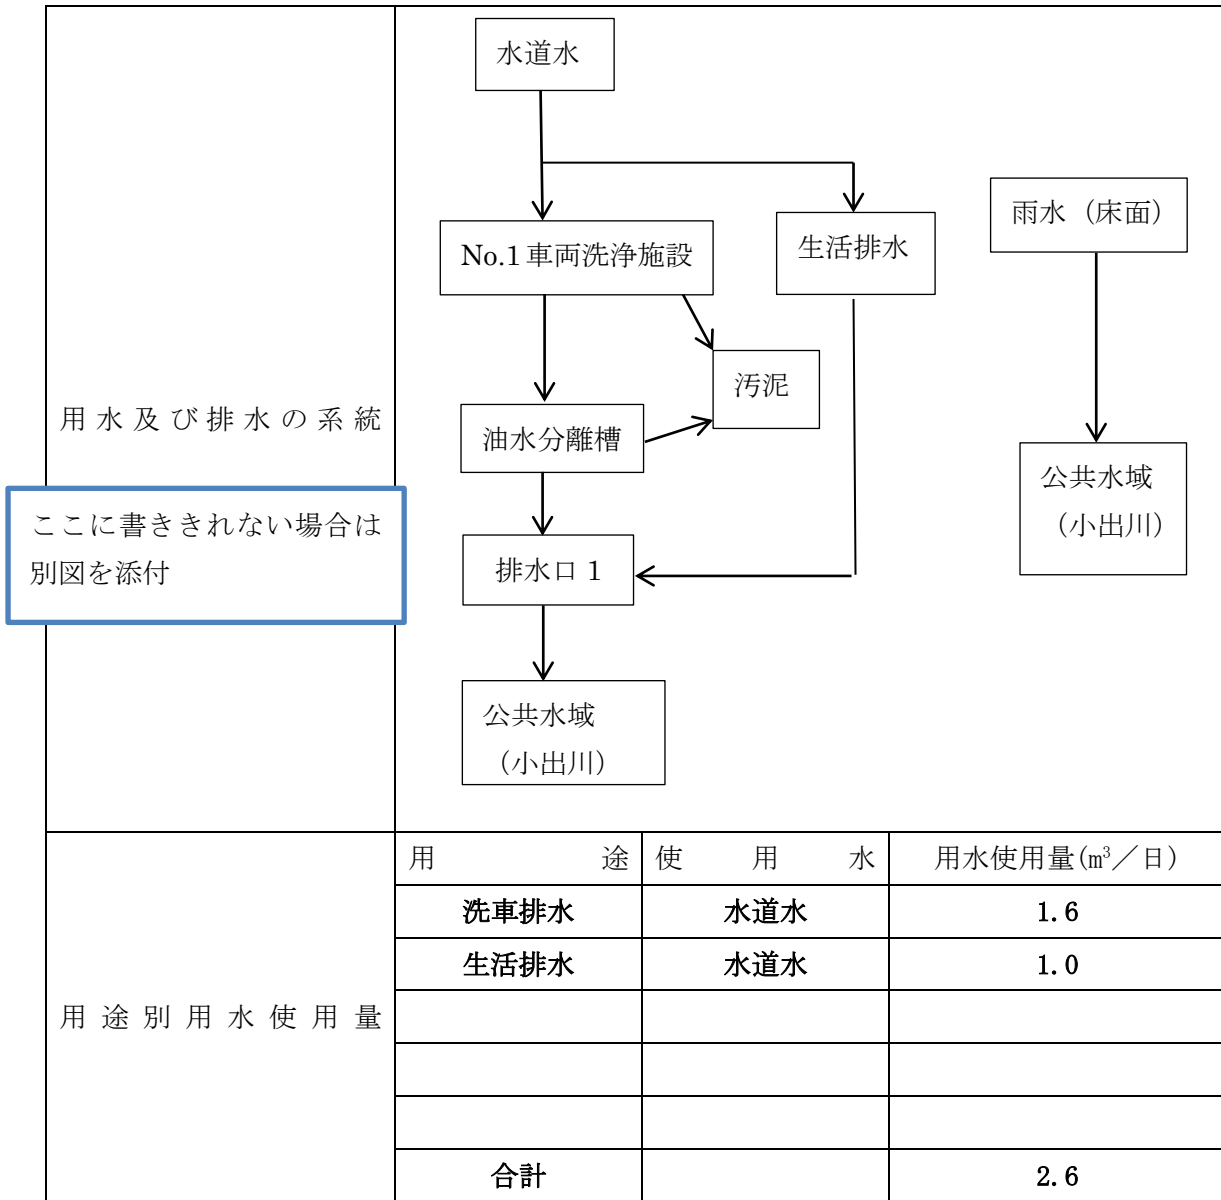 水道水
雨水（床面）
No.1 車両洗浄施設
生活排水
汚泥
用水及び排水の系統
油水分離槽
公共水域
（小出川）
ここに書ききれない場合は
別図を添付
排水口 1
公共水域
（小出川）
用途 使用水 用水使用量(m³／日)
洗車排水 水道水 1.6
生活排水 水道水 1.0
用途別用水使用量
合計 2.6